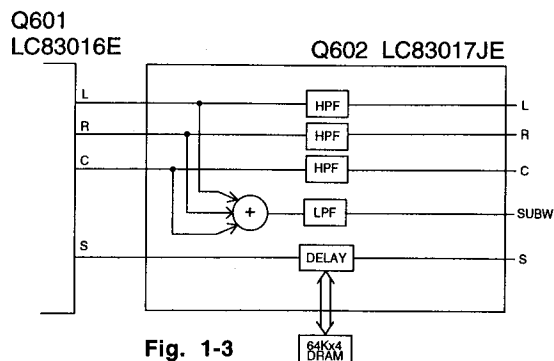 Q601
LC83016E
Q602 LC83017JE
L
HPF
L
R
HPF
R
C
HPF
C
+
LPF
SUBW
S
DELAY
S
Fig. 1-3
64Kx4
DRAM